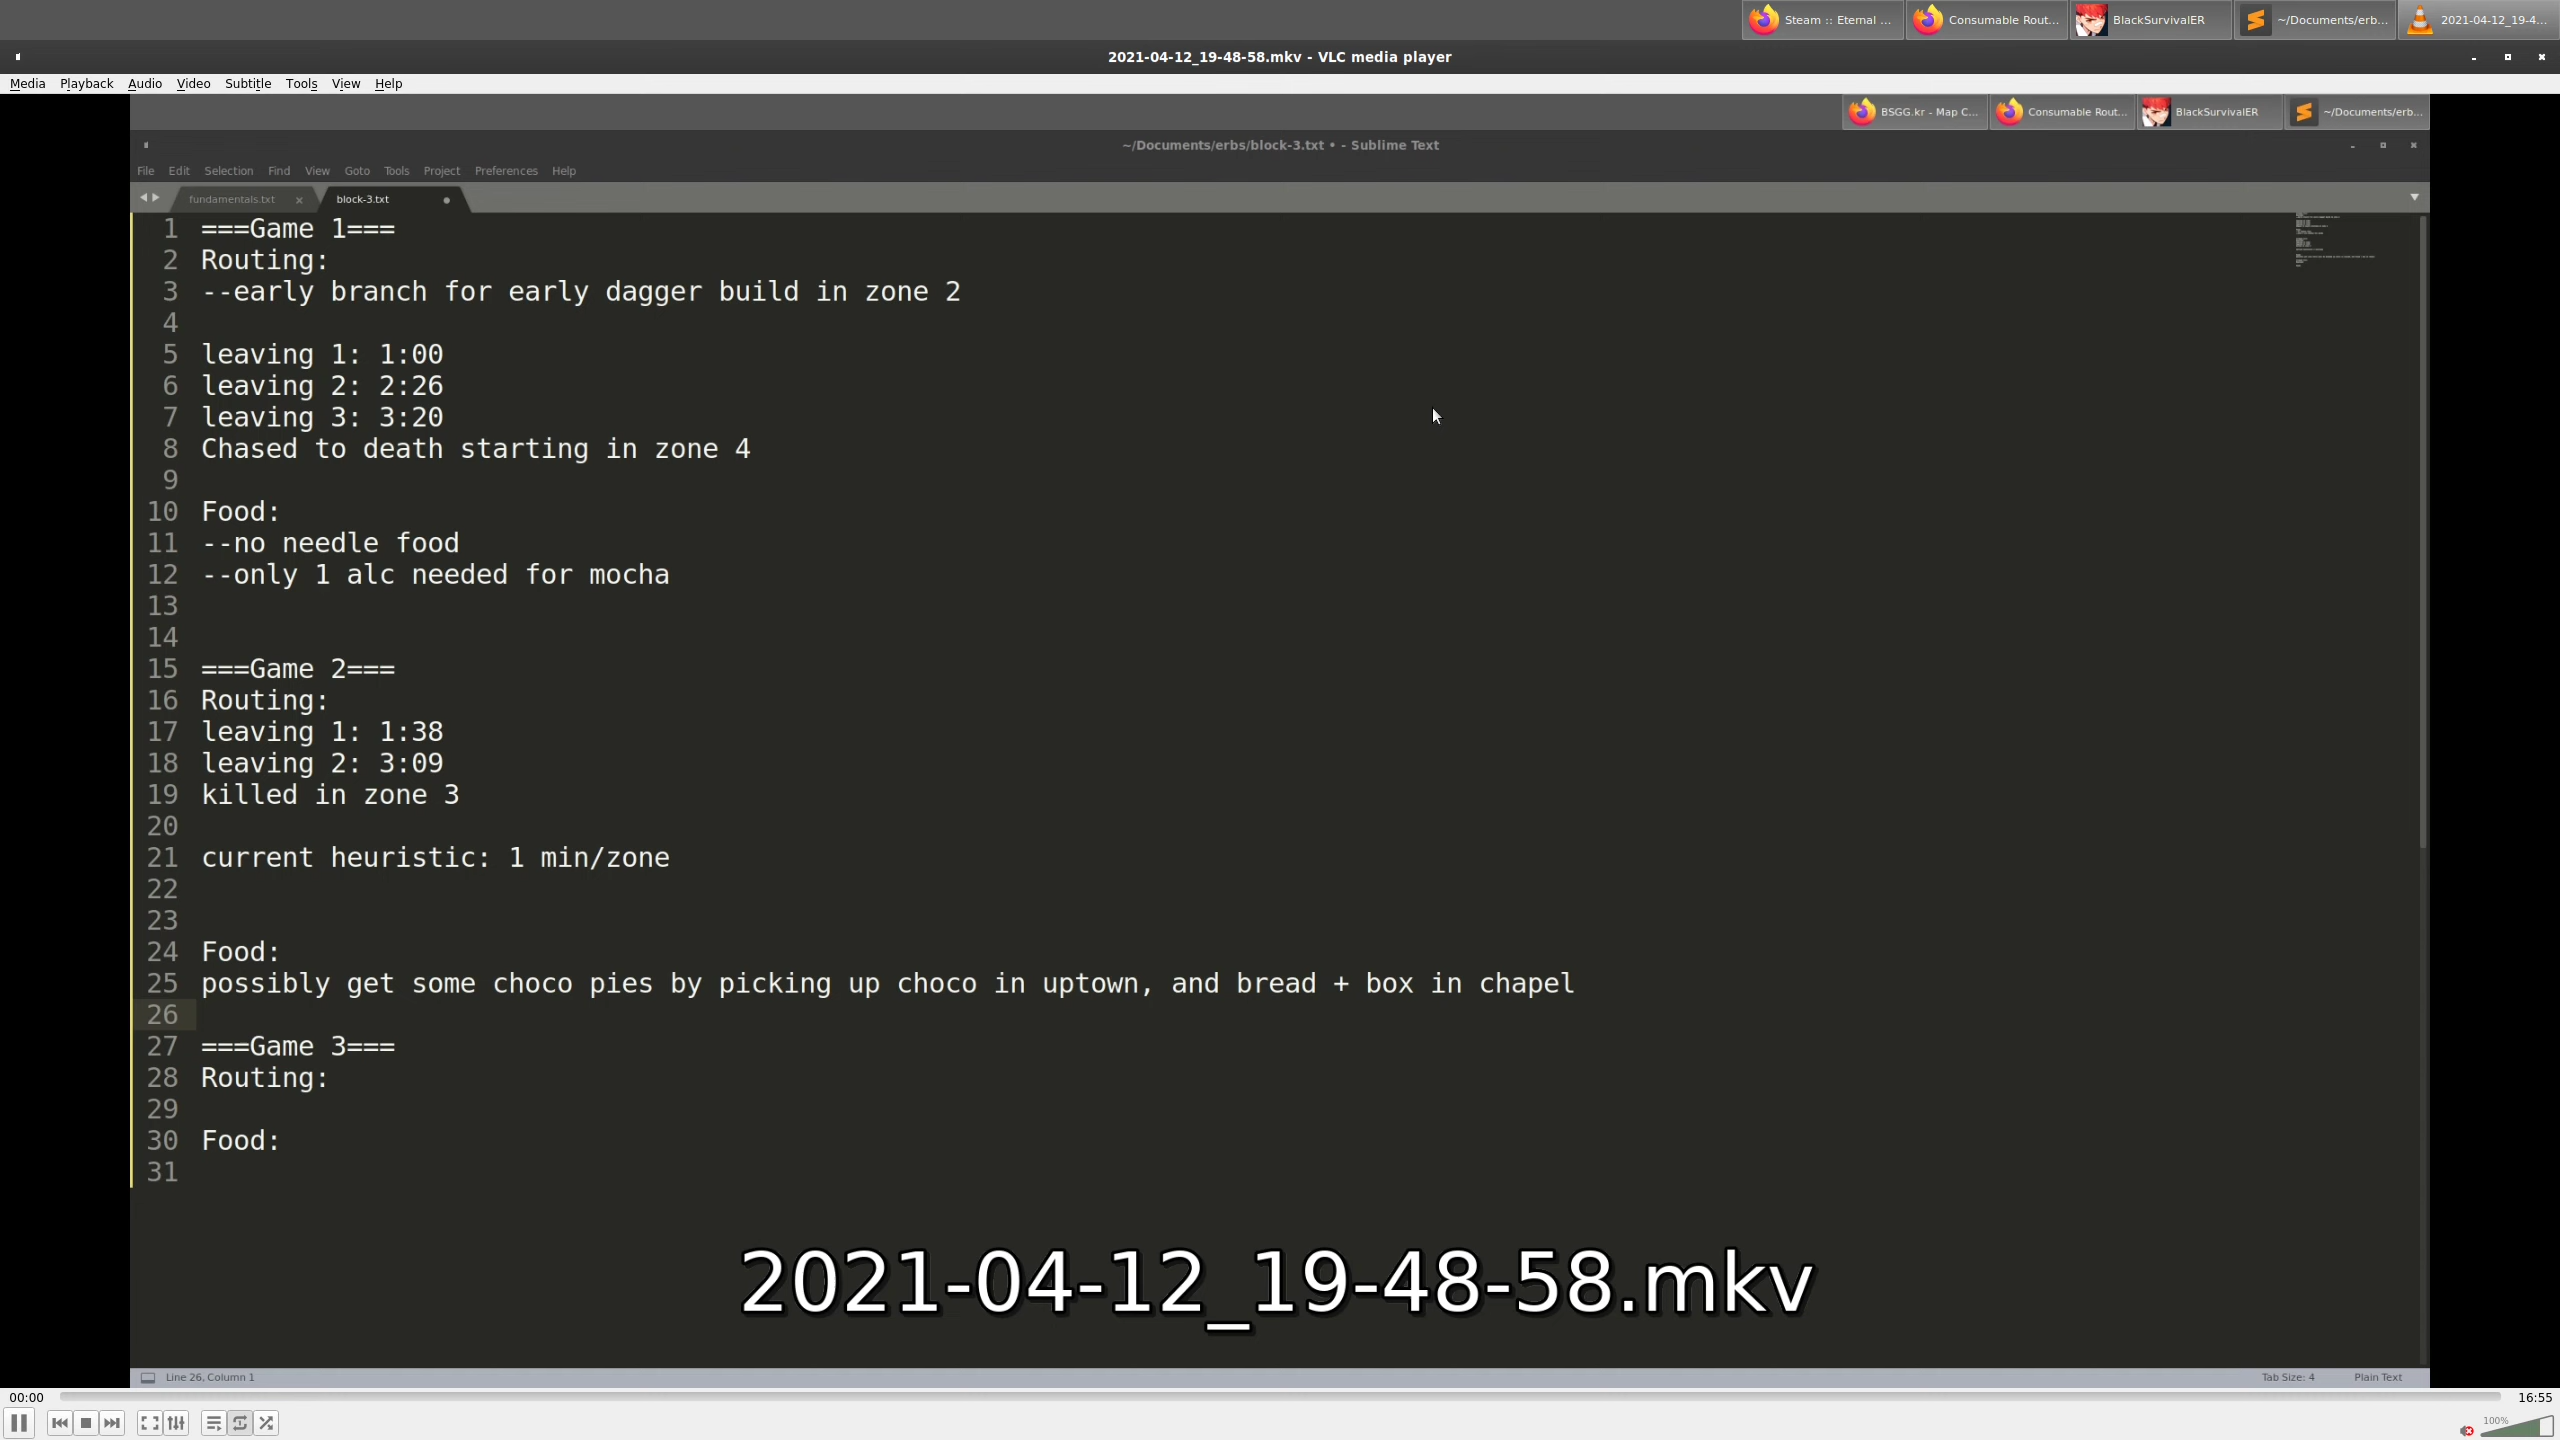 Steam :: Eternal ...
Consumable Rout...
BlackSurvivalER
~/Documents/erb...
2021-04-12_19-4...
2021-04-12_19-48-58.mkv - VLC media player
Media Playback Audio Video Subtitle Tools View Help
BSGG.kr - Map C...
Consumable Rout...
BlackSurvivalER
~/Documents/erb...
~/Documents/erbs/block-3.txt • - Sublime Text
File Edit Selection Find View Goto Tools Project Preferences Help
fundamentals.txt
block-3.txt
1 ===Game 1===
2 Routing:
3 --early branch for early dagger build in zone 2
4
5 leaving 1: 1:00
6 leaving 2: 2:26
7 leaving 3: 3:20
8 Chased to death starting in zone 4
9
10 Food:
11 --no needle food
12 --only 1 alc needed for mocha
13
14
15 ===Game 2===
16 Routing:
17 leaving 1: 1:38
18 leaving 2: 3:09
19 killed in zone 3
20
21 current heuristic: 1 min/zone
22
23
24 Food:
25 possibly get some choco pies by picking up choco in uptown, and bread + box in chapel
26
27 ===Game 3===
28 Routing:
29
30 Food:
31
2021-04-12_19-48-58.mkv
Line 26, Column 1
Tab Size: 4
Plain Text
00:00
16:55
100%